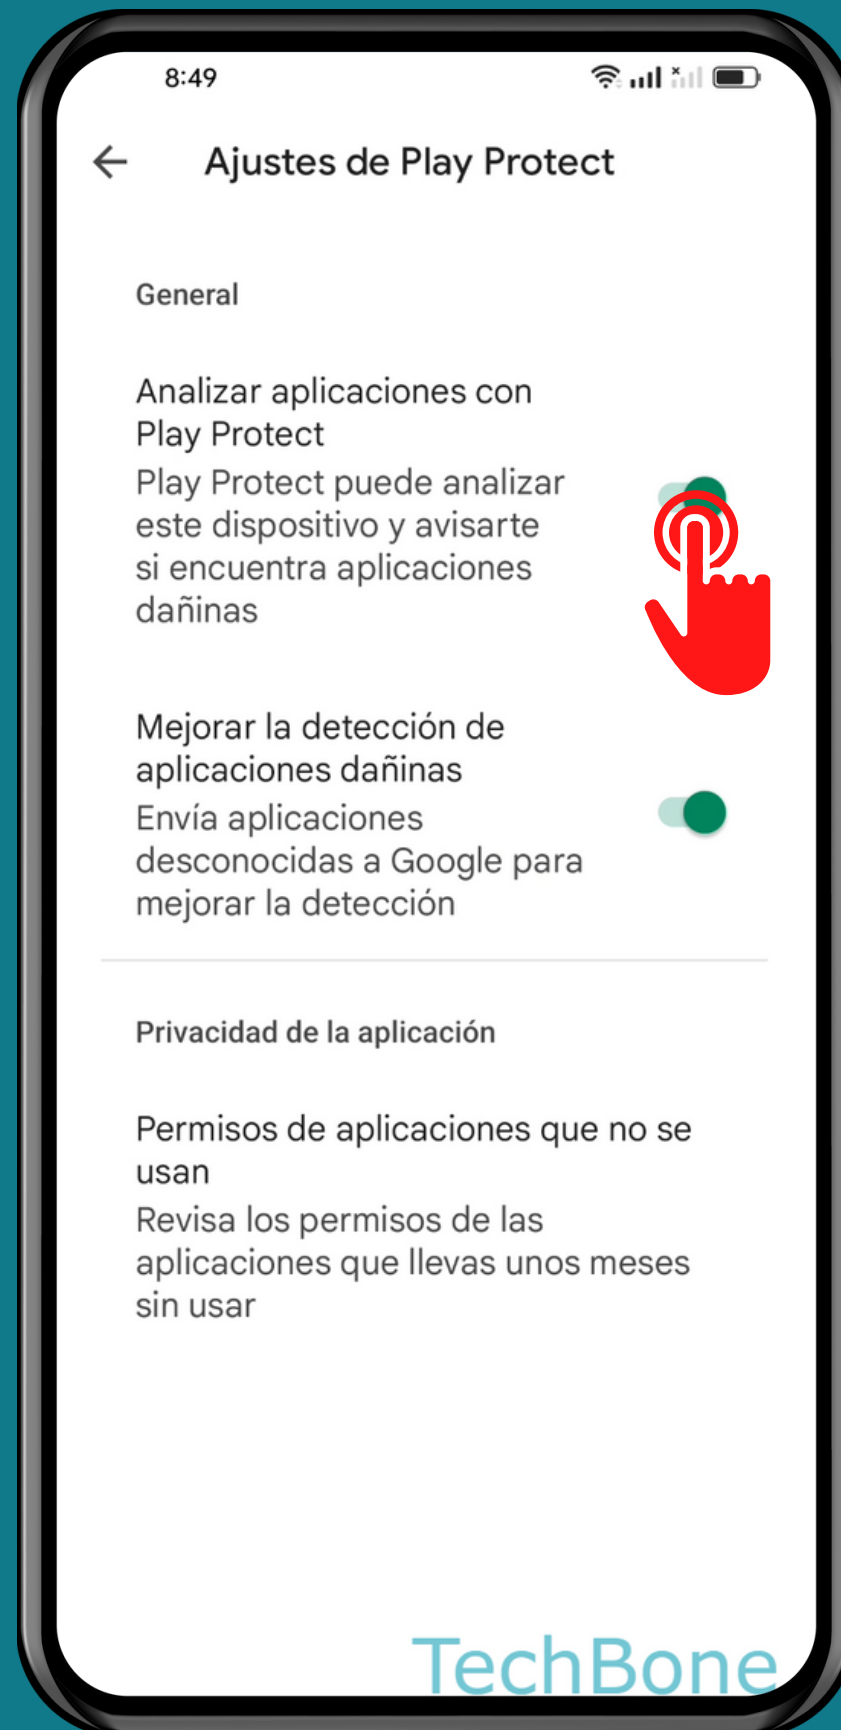 8:49
Ajustes de Play Protect
General
Analizar aplicaciones con
Play Protect
Play Protect puede analizar
este dispositivo y avisarte
si encuentra aplicaciones
dañinas
Mejorar la detección de
aplicaciones dañinas
Envía aplicaciones
desconocidas a Google para
mejorar la detección
Privacidad de la aplicación
Permisos de aplicaciones que no se
usan
Revisa los permisos de las
aplicaciones que llevas unos meses
sin usar
TechBone